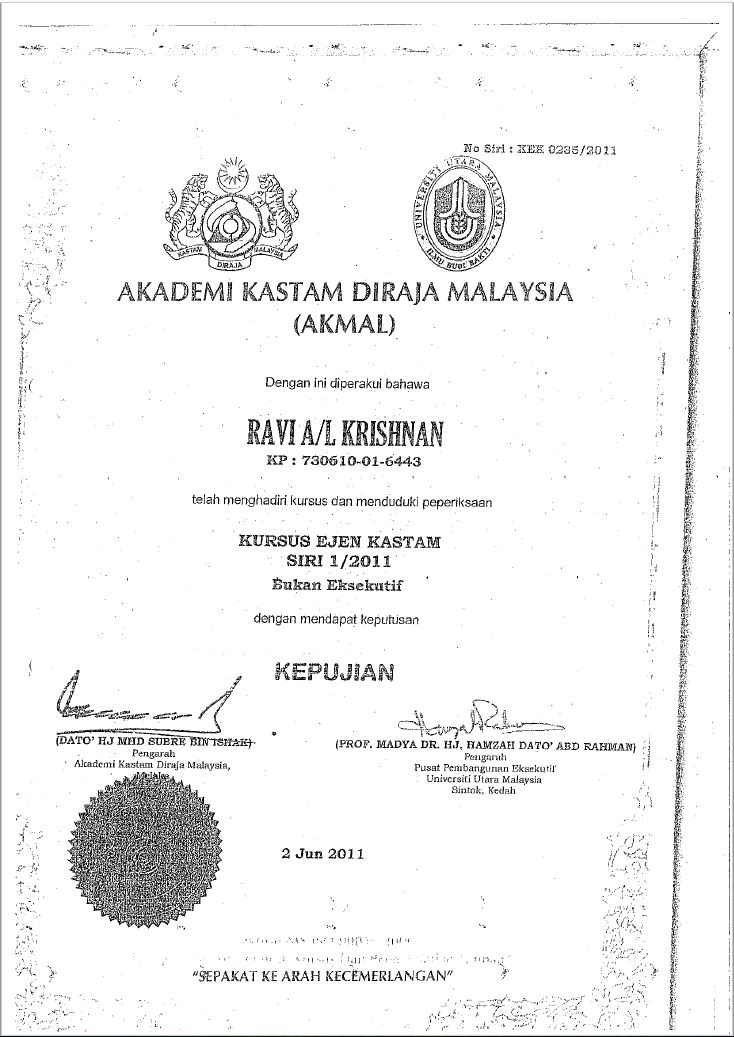 No Siri : KEK 0235/2011
KASTAM DIRAJA MALAYSIA
UNIVERSITI UTARA MALAYSIA
ILMU BUDI BAKTI
AKADEMI KASTAM DIRAJA MALAYSIA
(AKMAL)
Dengan ini diperakui bahawa
RAVI A/L KRISHNAN
KP : 730610-01-6443
telah menghadiri kursus dan menduduki peperiksaan
KURSUS EJEN KASTAM
SIRI 1/2011
Bukan Eksekutif
dengan mendapat keputusan
KEPUJIAN
(DATO' HJ MHD SUBRE BIN ISHAK)
Pengarah
Akademi Kastam Diraja Malaysia,
Melaka
(PROF. MADYA DR. HJ. HAMZAH DATO' ABD RAHMAN)
Pengarah
Pusat Pembangunan Eksekutif
Universiti Utara Malaysia
Sintok, Kedah
2 Jun 2011
"SEPAKAT KE ARAH KECEMERLANGAN"